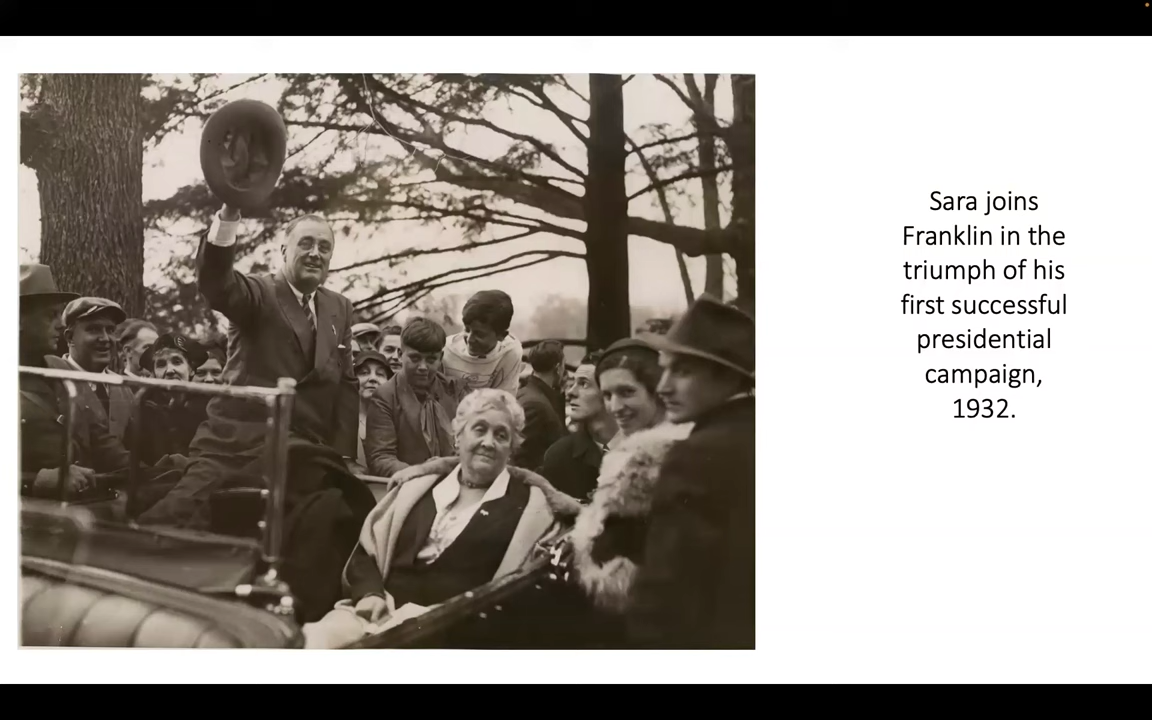 Sara joins
Franklin in the
triumph of his
first successful
presidential
campaign,
1932.